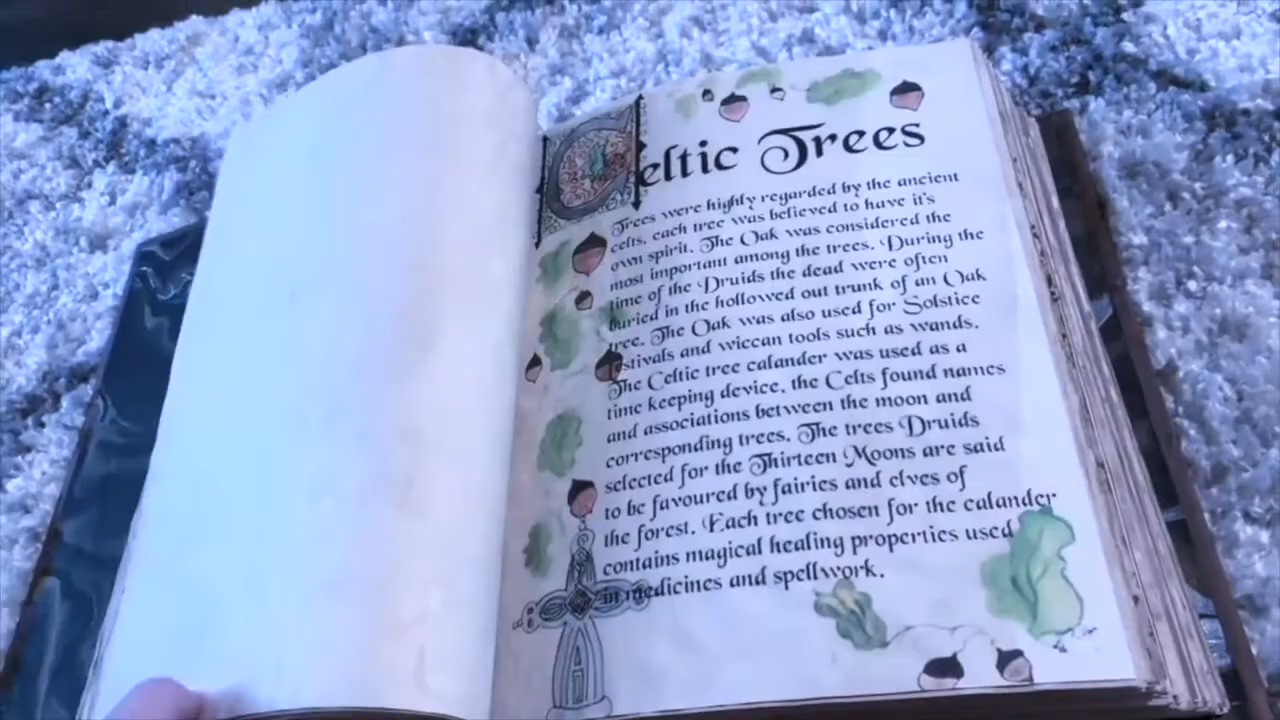 Celtic Trees
Trees were highly regarded by the ancient
celts, each tree was believed to have it's
own spirit. The Oak was considered the
most important among the trees. During the
time of the Druids the dead were often
buried in the hollowed out trunk of an Oak
tree. The Oak was also used for Solstice
festivals and wiccan tools such as wands.
The Celtic tree calander was used as a
time keeping device, the Celts found names
and associations between the moon and
corresponding trees. The trees Druids
selected for the Thirteen Moons are said
to be favoured by fairies and elves of
the forest. Each tree chosen for the calander
contains magical healing properties used
in medicines and spellwork.